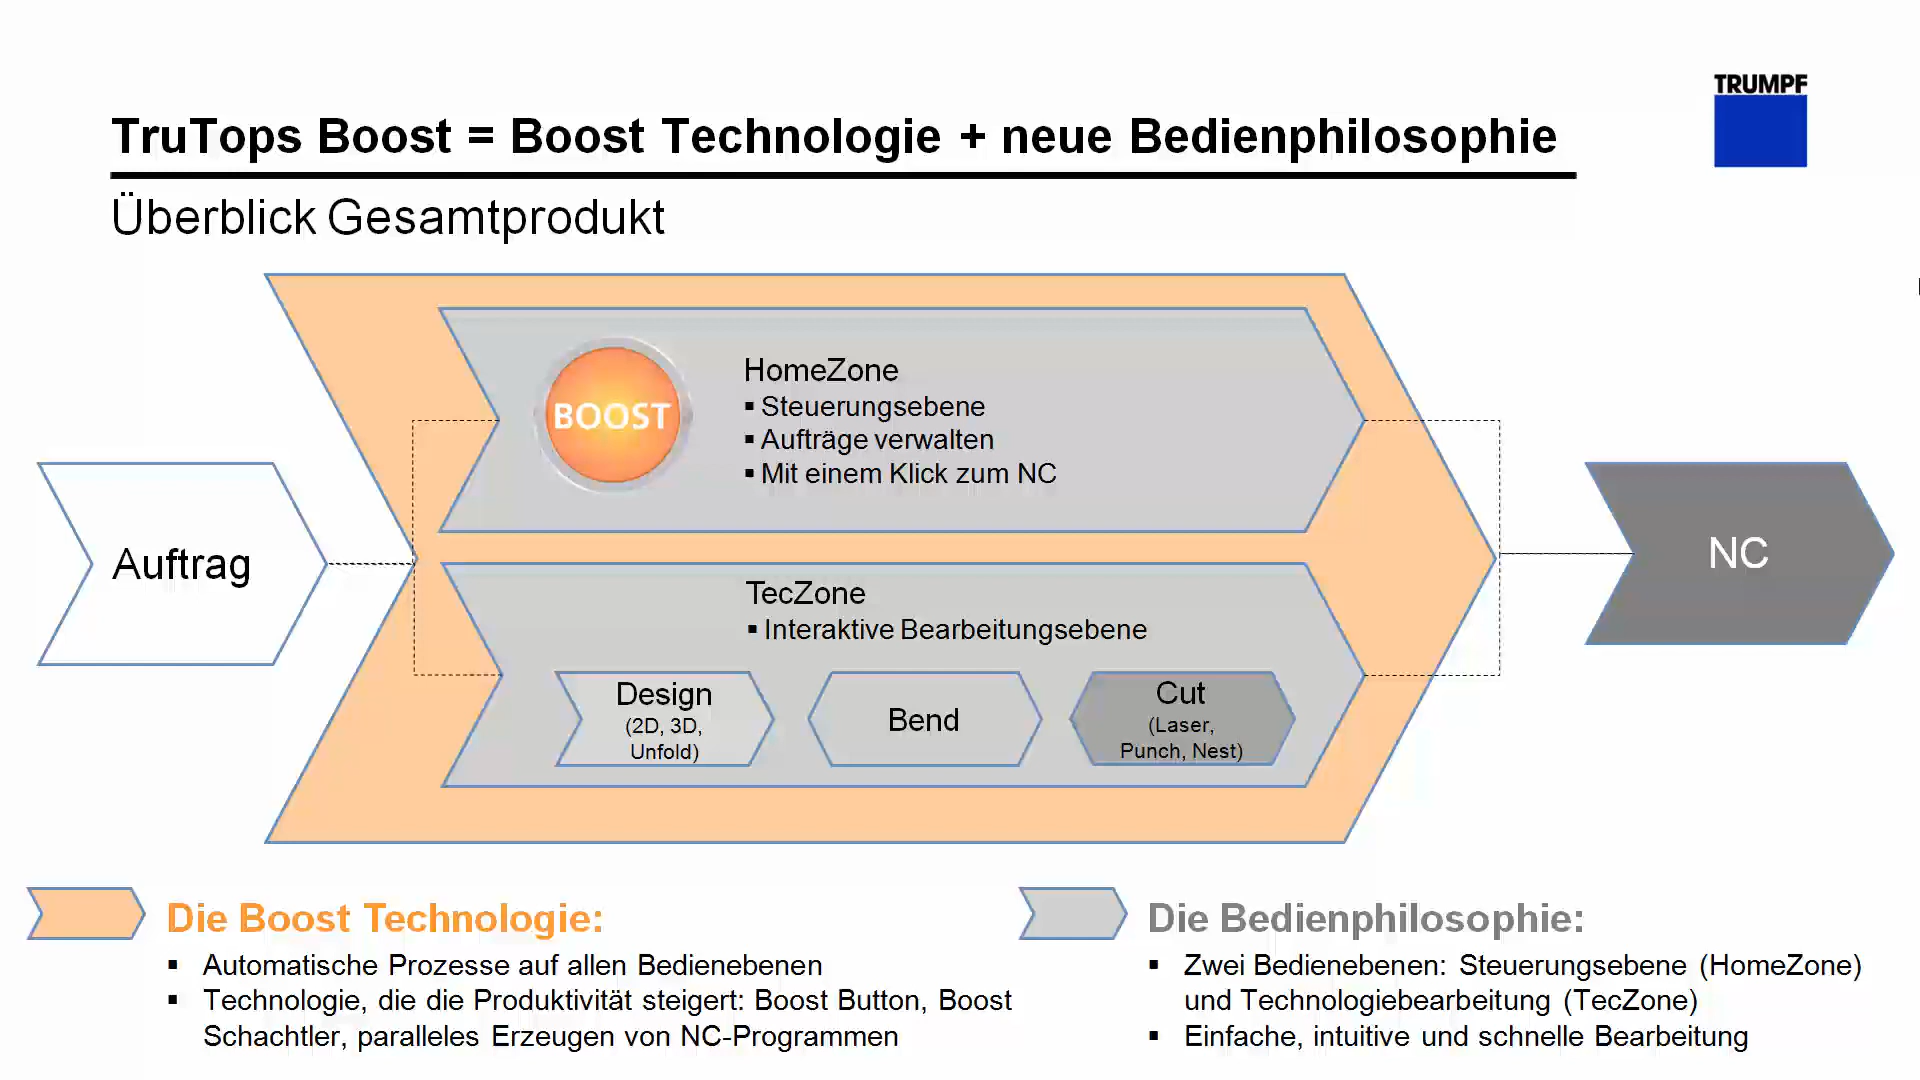 TRUMPF
TruTops Boost = Boost Technologie + neue Bedienphilosophie
Überblick Gesamtprodukt
Auftrag
BOOST
HomeZone
▪ Steuerungsebene
▪ Aufträge verwalten
▪ Mit einem Klick zum NC
TecZone
▪ Interaktive Bearbeitungsebene
Design
(2D, 3D,
Unfold)
Bend
Cut
(Laser,
Punch, Nest)
NC
Die Boost Technologie:
▪ Automatische Prozesse auf allen Bedienebenen
▪ Technologie, die die Produktivität steigert: Boost Button, Boost
Schachtler, paralleles Erzeugen von NC-Programmen
Die Bedienphilosophie:
▪ Zwei Bedienebenen: Steuerungsebene (HomeZone)
und Technologiebearbeitung (TecZone)
▪ Einfache, intuitive und schnelle Bearbeitung